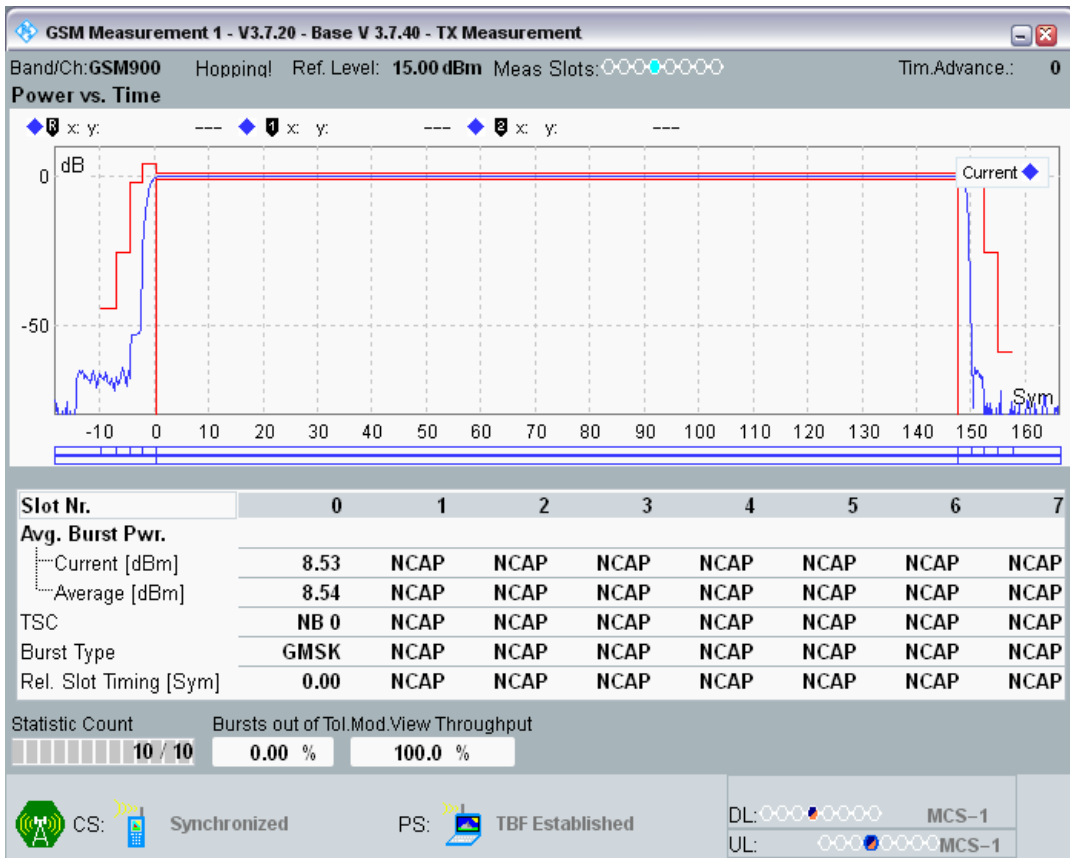 GSM Measurement 1 - V3.7.20 - Base V 3.7.40 - TX Measurement
Band/Ch:GSM900 Hopping! Ref. Level: 15.00 dBm Meas Slots: Tim.Advance.: 0
Power vs. Time
R x: y: --- 1 x: y: --- 2 x: y: ---
dB
Current
0
-50
Sym
-10 0 10 20 30 40 50 60 70 80 90 100 110 120 130 140 150 160
Slot Nr. 0 1 2 3 4 5 6 7
Avg. Burst Pwr.
Current [dBm] 8.53 NCAP NCAP NCAP NCAP NCAP NCAP NCAP
Average [dBm] 8.54 NCAP NCAP NCAP NCAP NCAP NCAP NCAP
TSC NB 0 NCAP NCAP NCAP NCAP NCAP NCAP NCAP
Burst Type GMSK NCAP NCAP NCAP NCAP NCAP NCAP NCAP
Rel. Slot Timing [Sym] 0.00 NCAP NCAP NCAP NCAP NCAP NCAP NCAP
Statistic Count Bursts out of Tol.Mod.View Throughput
10 / 10 0.00 % 100.0 %
CS: Synchronized PS: TBF Established
DL: MCS-1
UL: MCS-1